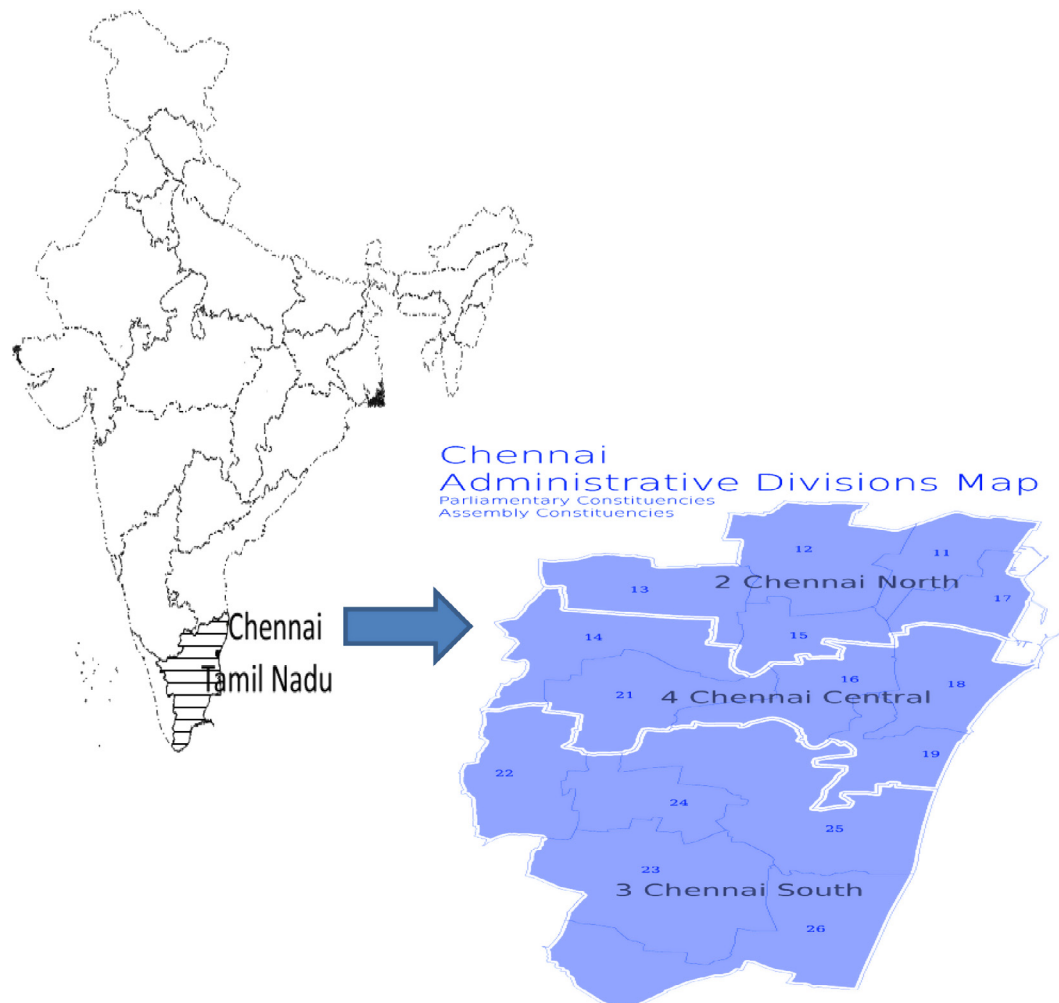 Chennai
Tamil Nadu
Chennai
Administrative Divisions Map
Parliamentary Constituencies
Assembly Constituencies
12
11
2 Chennai North
13
17
15
14
16
18
21
4 Chennai Central
19
22
24
25
23
3 Chennai South
26